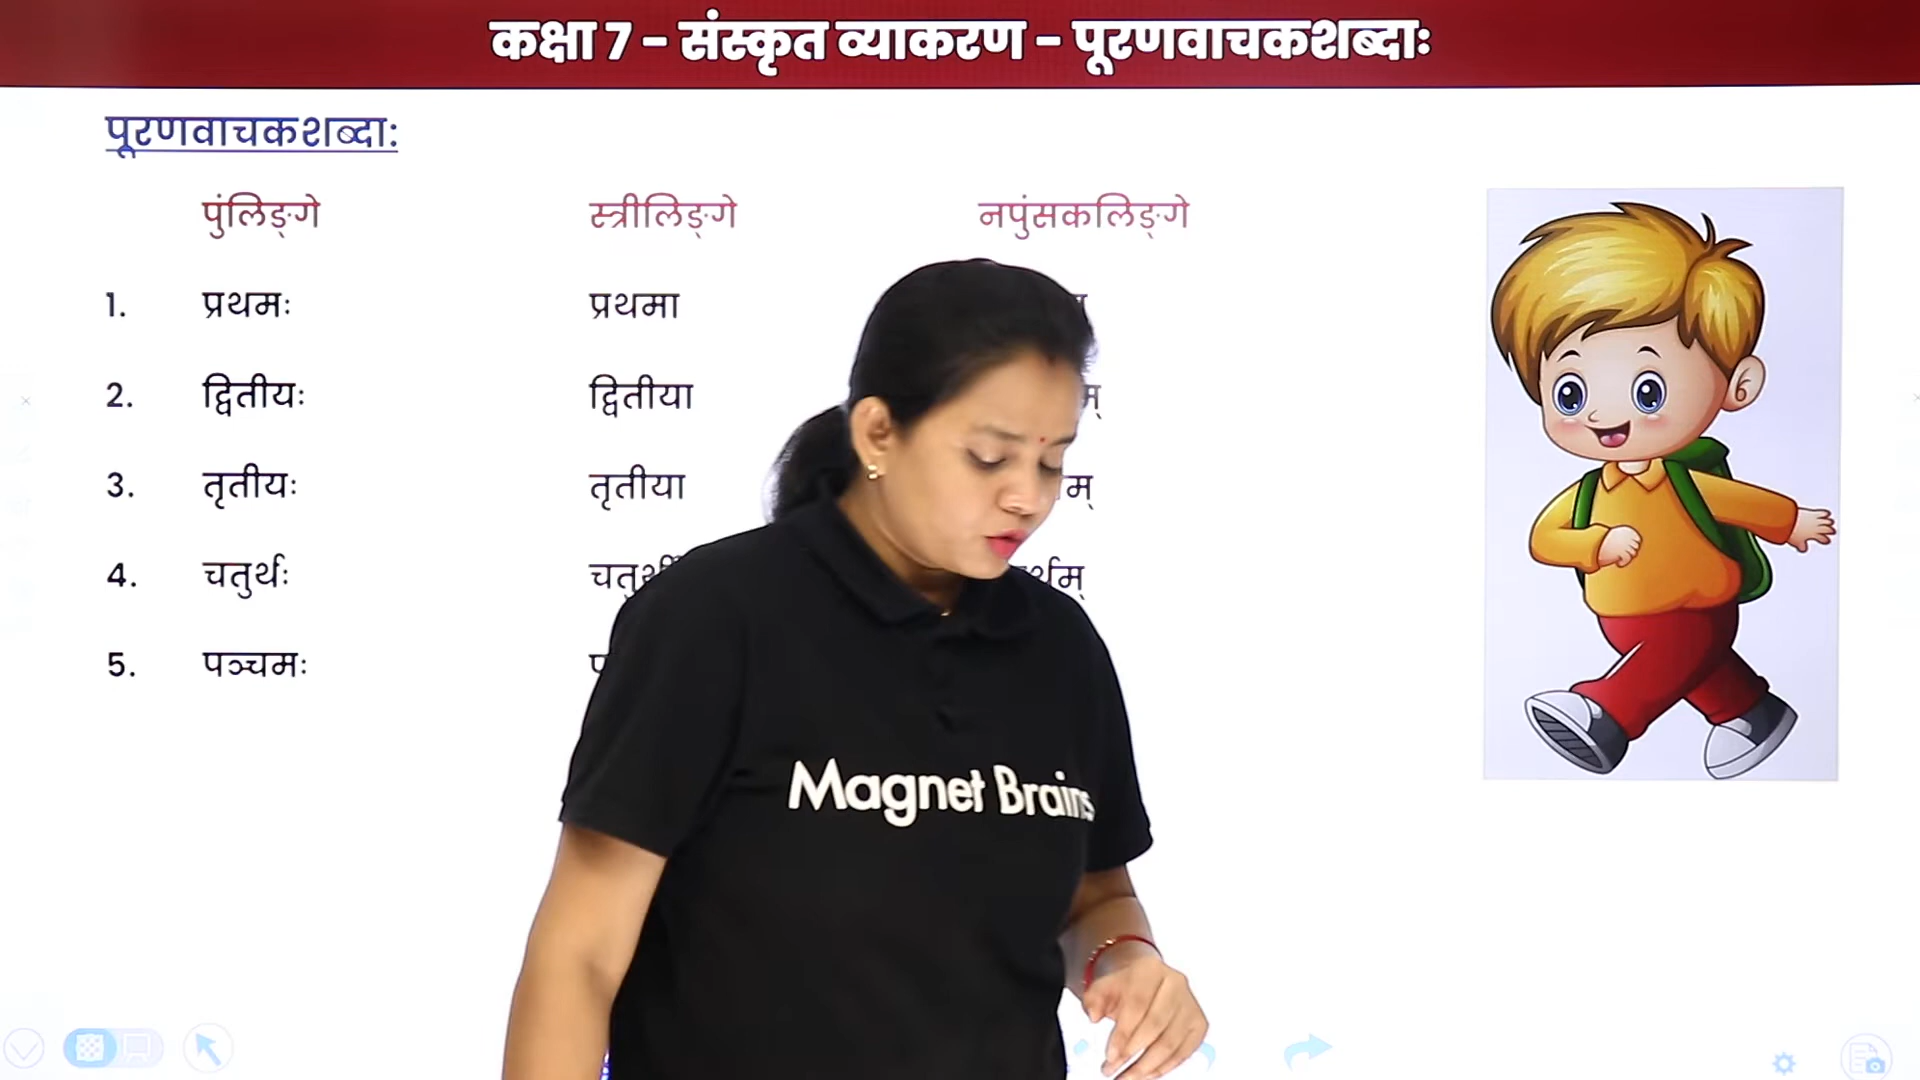 कक्षा 7 - संस्कृत व्याकरण - पूरणवाचकशब्दाः
पूरणवाचकशब्दा:
पुंलिङ्गे स्त्रीलिङ्गे नपुंसकलिङ्गे
1. प्रथमः प्रथमा
2. द्वितीयः द्वितीया
3. तृतीयः तृतीया
4. चतुर्थः
5. पञ्चमः
Magnet Brains